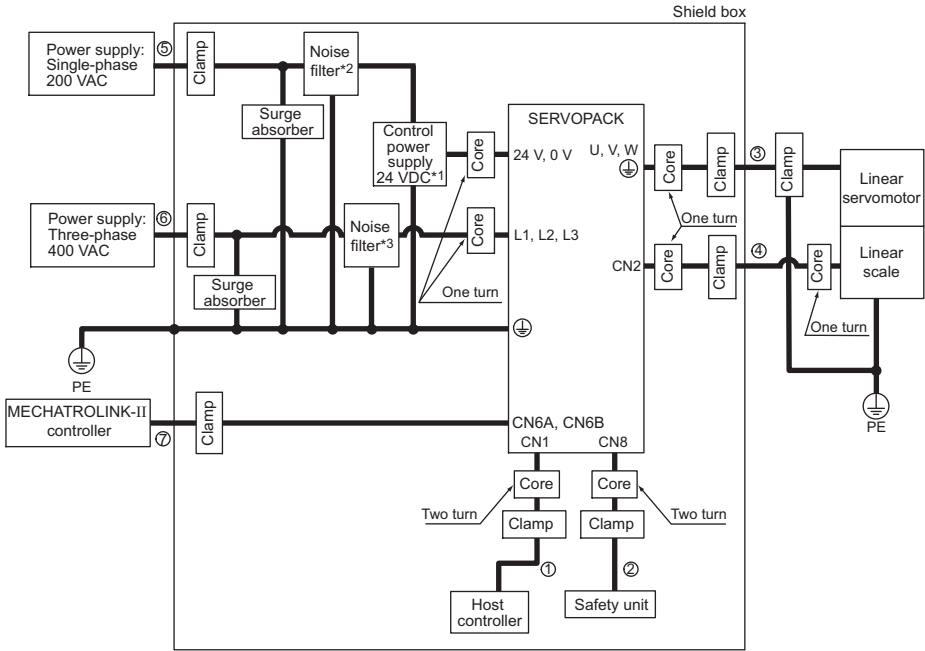 Shield box
Power supply:
Single-phase
200 VAC
⑤
Clamp
Noise
filter*2
Surge
absorber
Control
power
supply
24 VDC*1
Core
SERVOPACK
24 V, 0 V
U, V, W
Core
Clamp
③
Clamp
Linear
servomotor
Power supply:
Three-phase
400 VAC
⑥
Clamp
Noise
filter*3
Core
L1, L2, L3
One turn
CN2
Core
Clamp
④
Core
Linear
scale
Surge
absorber
One turn
One turn
PE
PE
MECHATROLINK-II
controller
⑦
Clamp
CN6A, CN6B
CN1
CN8
Core
Core
Two turn
Two turn
Clamp
Clamp
①
②
Host
controller
Safety unit